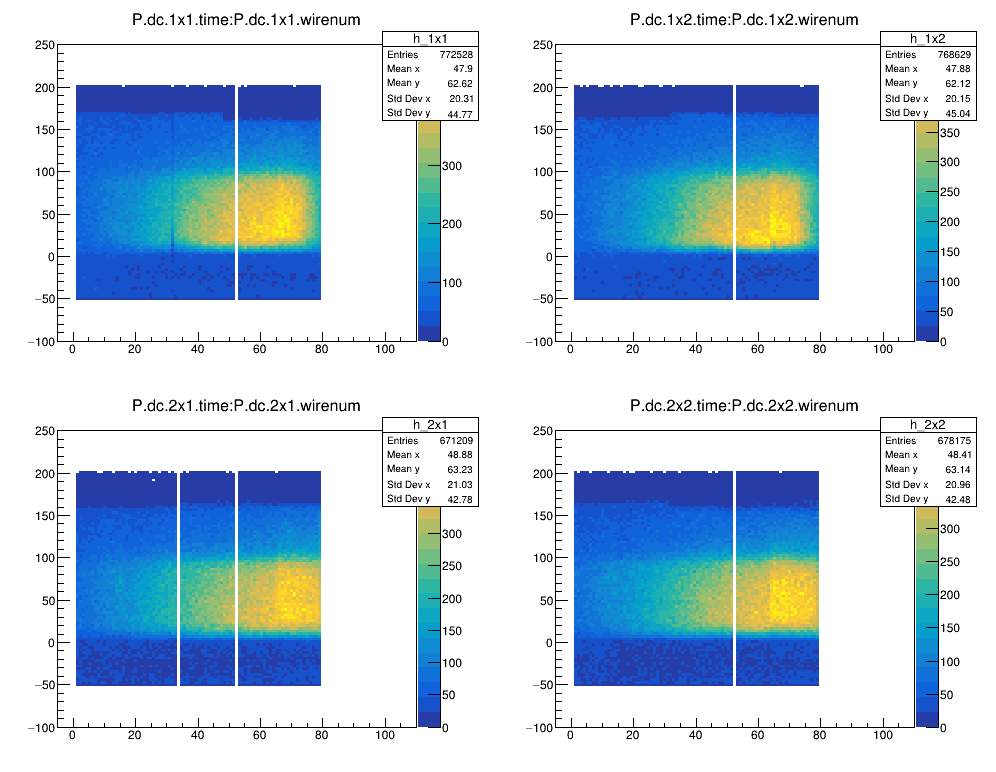 P.dc.1x1.time:P.dc.1x1.wirenum
h_1x1
Entries 772528
Mean x 47.9
Mean y 62.62
Std Dev x 20.31
Std Dev y 44.77
250
200
150
100
50
0
−50
−100
0 20 40 60 80 100
300
200
100
0
P.dc.1x2.time:P.dc.1x2.wirenum
h_1x2
Entries 768629
Mean x 47.88
Mean y 62.12
Std Dev x 20.15
Std Dev y 45.04
250
200
150
100
50
0
−50
−100
0 20 40 60 80 100
350
300
250
200
150
100
50
0
P.dc.2x1.time:P.dc.2x1.wirenum
h_2x1
Entries 671209
Mean x 48.88
Mean y 63.23
Std Dev x 21.03
Std Dev y 42.78
250
200
150
100
50
0
−50
−100
0 20 40 60 80 100
300
250
200
150
100
50
0
P.dc.2x2.time:P.dc.2x2.wirenum
h_2x2
Entries 678175
Mean x 48.41
Mean y 63.14
Std Dev x 20.96
Std Dev y 42.48
250
200
150
100
50
0
−50
−100
0 20 40 60 80 100
300
250
200
150
100
50
0